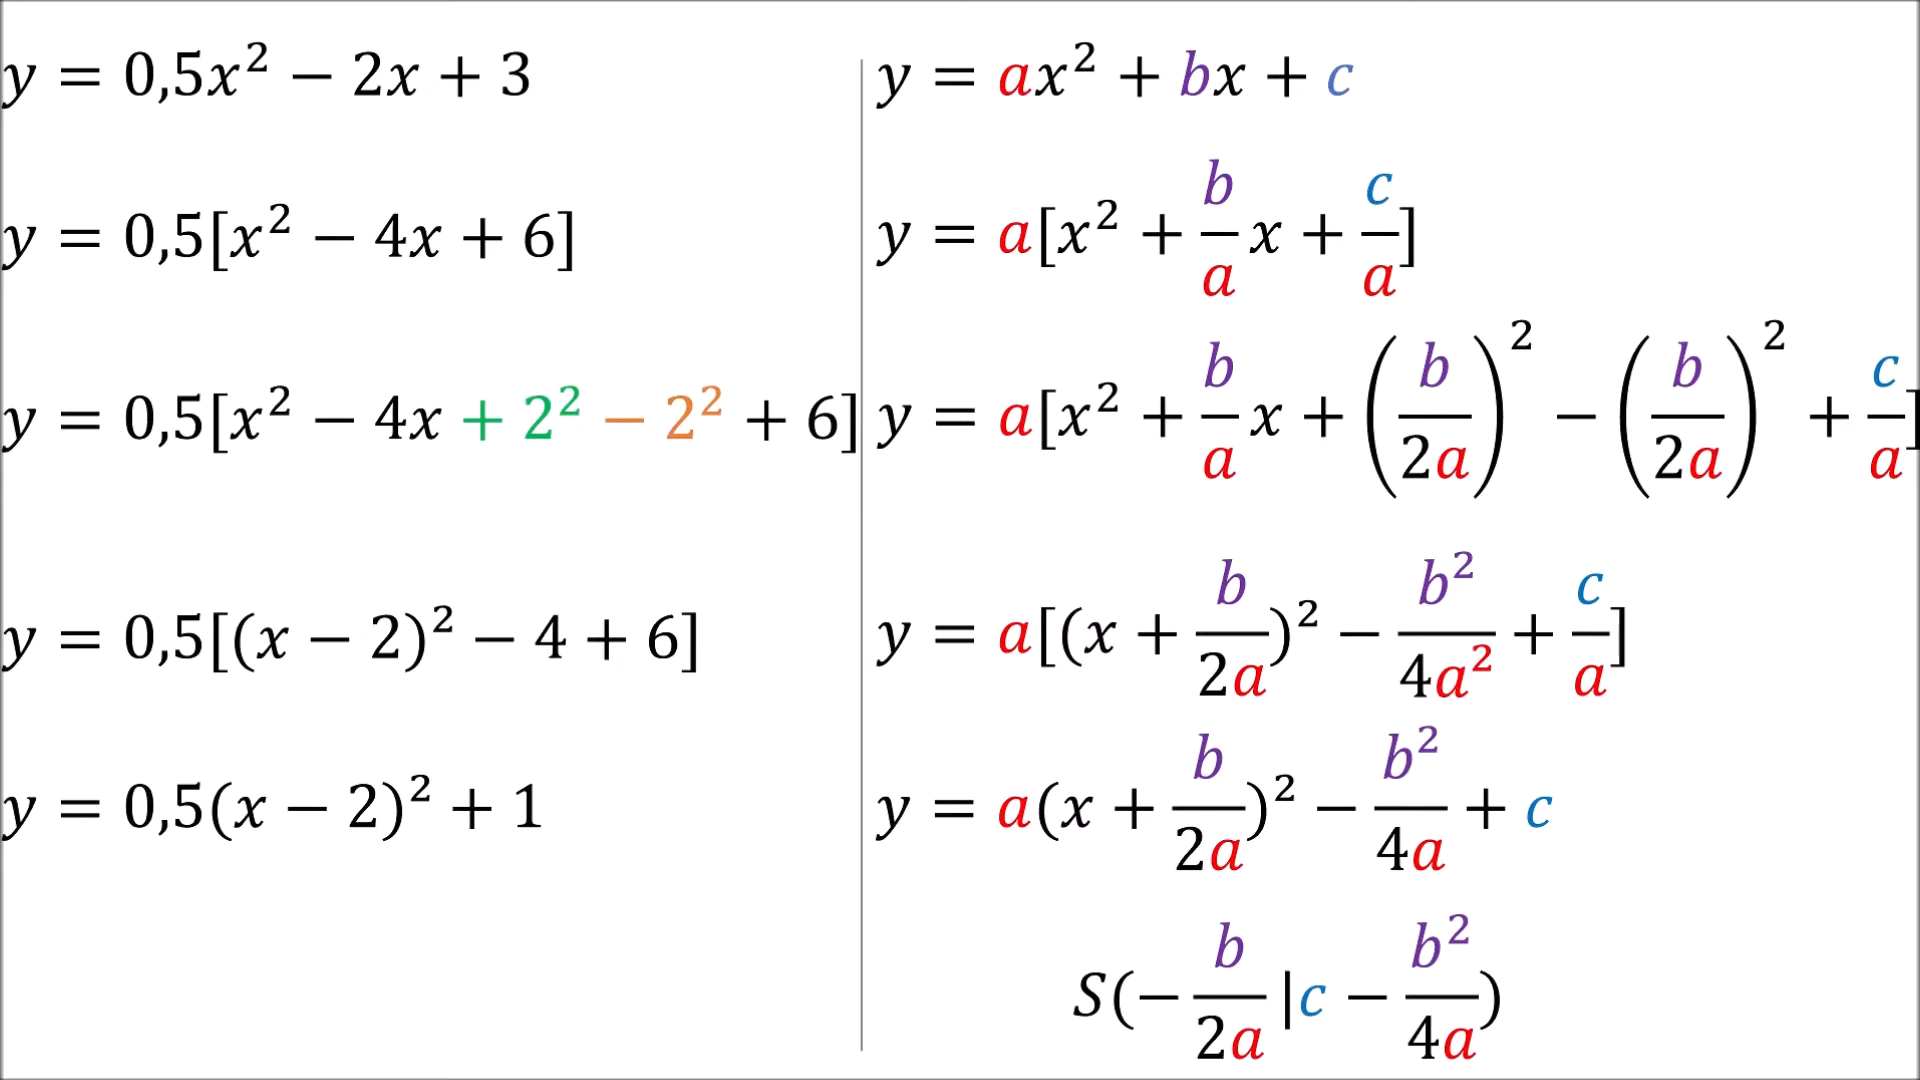 y = 0,5x² − 2x + 3
y = 0,5[x² − 4x + 6]
y = 0,5[x² − 4x + 2² − 2² + 6]
y = 0,5[(x − 2)² − 4 + 6]
y = 0,5(x − 2)² + 1
y = ax² + bx + c
y = a[x² + b/a x + c/a]
y = a[x² + b/a x + (b/2a)² − (b/2a)² + c/a]
y = a[(x + b/2a)² − b²/4a² + c/a]
y = a(x + b/2a)² − b²/4a + c
S(− b/2a | c − b²/4a)